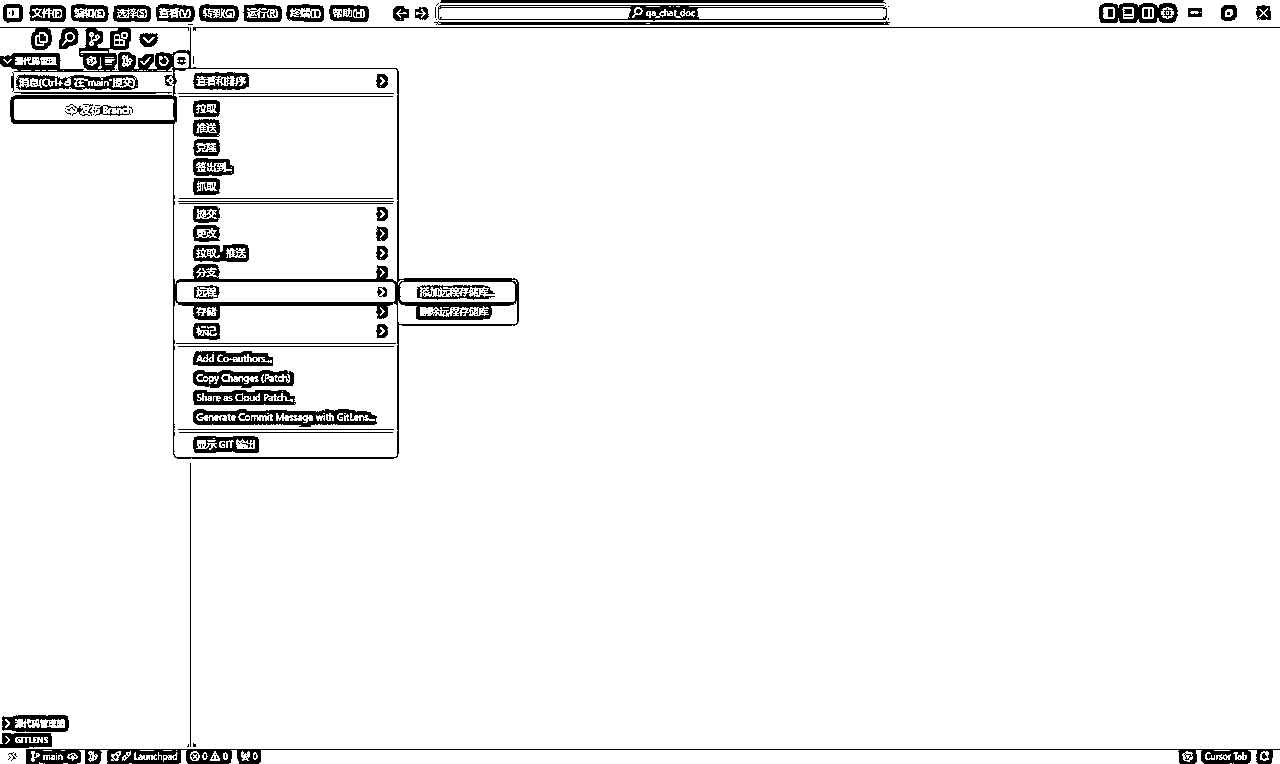 文件(F) 编辑(E) 选择(S) 查看(V) 转到(G) 运行(R) 终端(T) 帮助(H)
qa_chat_doc
源代码管理
消息(Ctrl+⏎ 在"main"提交)
发布 Branch
查看和排序
拉取
推送
克隆
签出到...
抓取
提交
更改
拉取、推送
分支
远程
添加远程存储库...
存储
删除远程存储库
标记
Add Co-authors...
Copy Changes (Patch)
Share as Cloud Patch...
Generate Commit Message with GitLens...
显示 GIT 输出
源代码管理图
GITLENS
main Launchpad 0 0 0 Cursor Tab